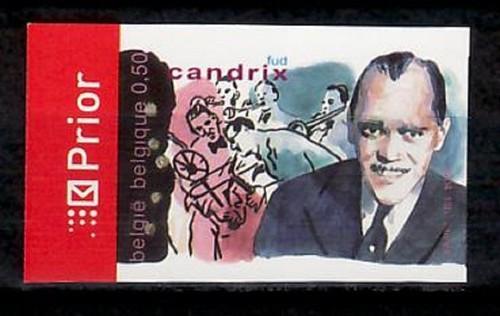 Prior
belgië belgique 0,50
fud
candrix